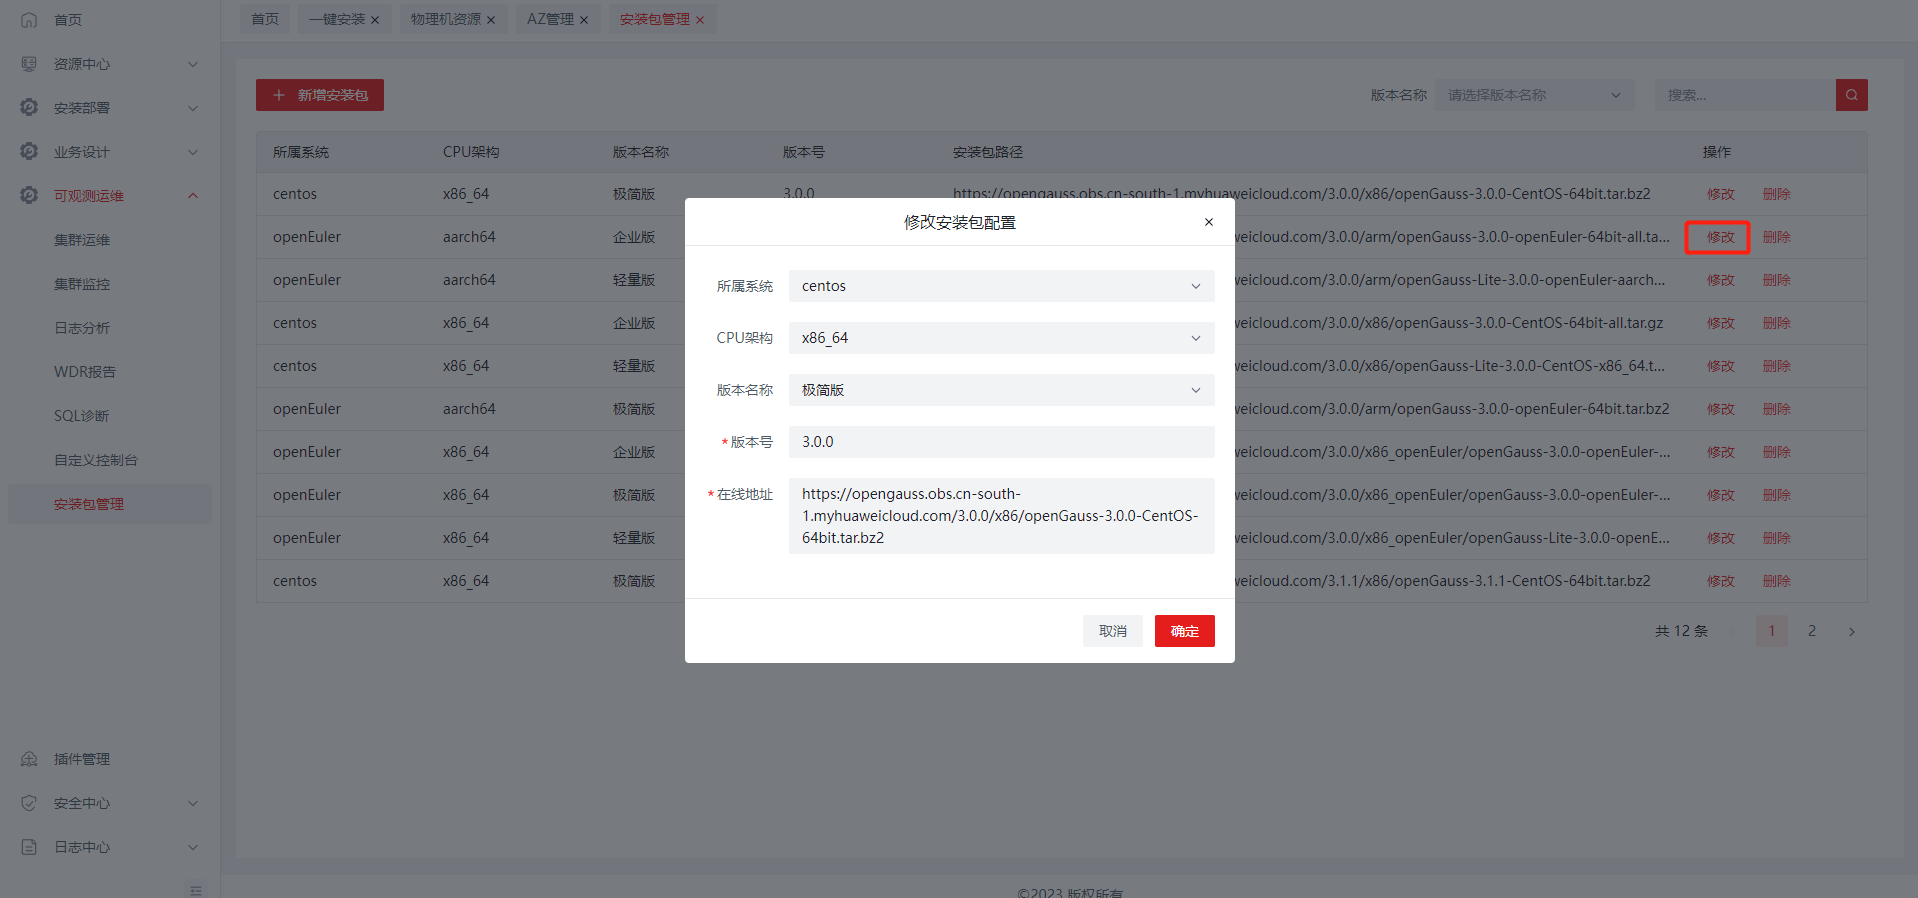 首页
资源中心
安装部署
业务设计
可观测运维
集群运维
集群监控
日志分析
WDR报告
SQL诊断
自定义控制台
安装包管理
插件管理
安全中心
日志中心
首页 一键安装 物理机资源 AZ管理 安装包管理
新增安装包 版本名称 请选择版本名称 搜索...
所属系统 CPU架构 版本名称 版本号 安装包路径 操作
centos x86_64 极简版 3.0.0 https://opengauss.obs.cn-south-1.myhuaweicloud.com/3.0.0/x86/openGauss-3.0.0-CentOS-64bit.tar.bz2 修改 删除
openEuler aarch64 企业版 weicloud.com/3.0.0/arm/openGauss-3.0.0-openEuler-64bit-all.ta... 修改 删除
openEuler aarch64 轻量版 weicloud.com/3.0.0/arm/openGauss-Lite-3.0.0-openEuler-aarch... 修改 删除
centos x86_64 企业版 weicloud.com/3.0.0/x86/openGauss-3.0.0-CentOS-64bit-all.tar.gz 修改 删除
centos x86_64 轻量版 weicloud.com/3.0.0/x86/openGauss-Lite-3.0.0-CentOS-x86_64.t... 修改 删除
openEuler aarch64 极简版 weicloud.com/3.0.0/arm/openGauss-3.0.0-openEuler-64bit.tar.bz2 修改 删除
openEuler x86_64 企业版 weicloud.com/3.0.0/x86_openEuler/openGauss-3.0.0-openEuler-... 修改 删除
openEuler x86_64 极简版 weicloud.com/3.0.0/x86_openEuler/openGauss-3.0.0-openEuler-... 修改 删除
openEuler x86_64 轻量版 weicloud.com/3.0.0/x86_openEuler/openGauss-Lite-3.0.0-openE... 修改 删除
centos x86_64 极简版 weicloud.com/3.1.1/x86/openGauss-3.1.1-CentOS-64bit.tar.bz2 修改 删除
共 12 条 1 2
修改安装包配置
所属系统 centos
CPU架构 x86_64
版本名称 极简版
*版本号 3.0.0
*在线地址 https://opengauss.obs.cn-south-
1.myhuaweicloud.com/3.0.0/x86/openGauss-3.0.0-CentOS-
64bit.tar.bz2
取消 确定
©2023 版权所有